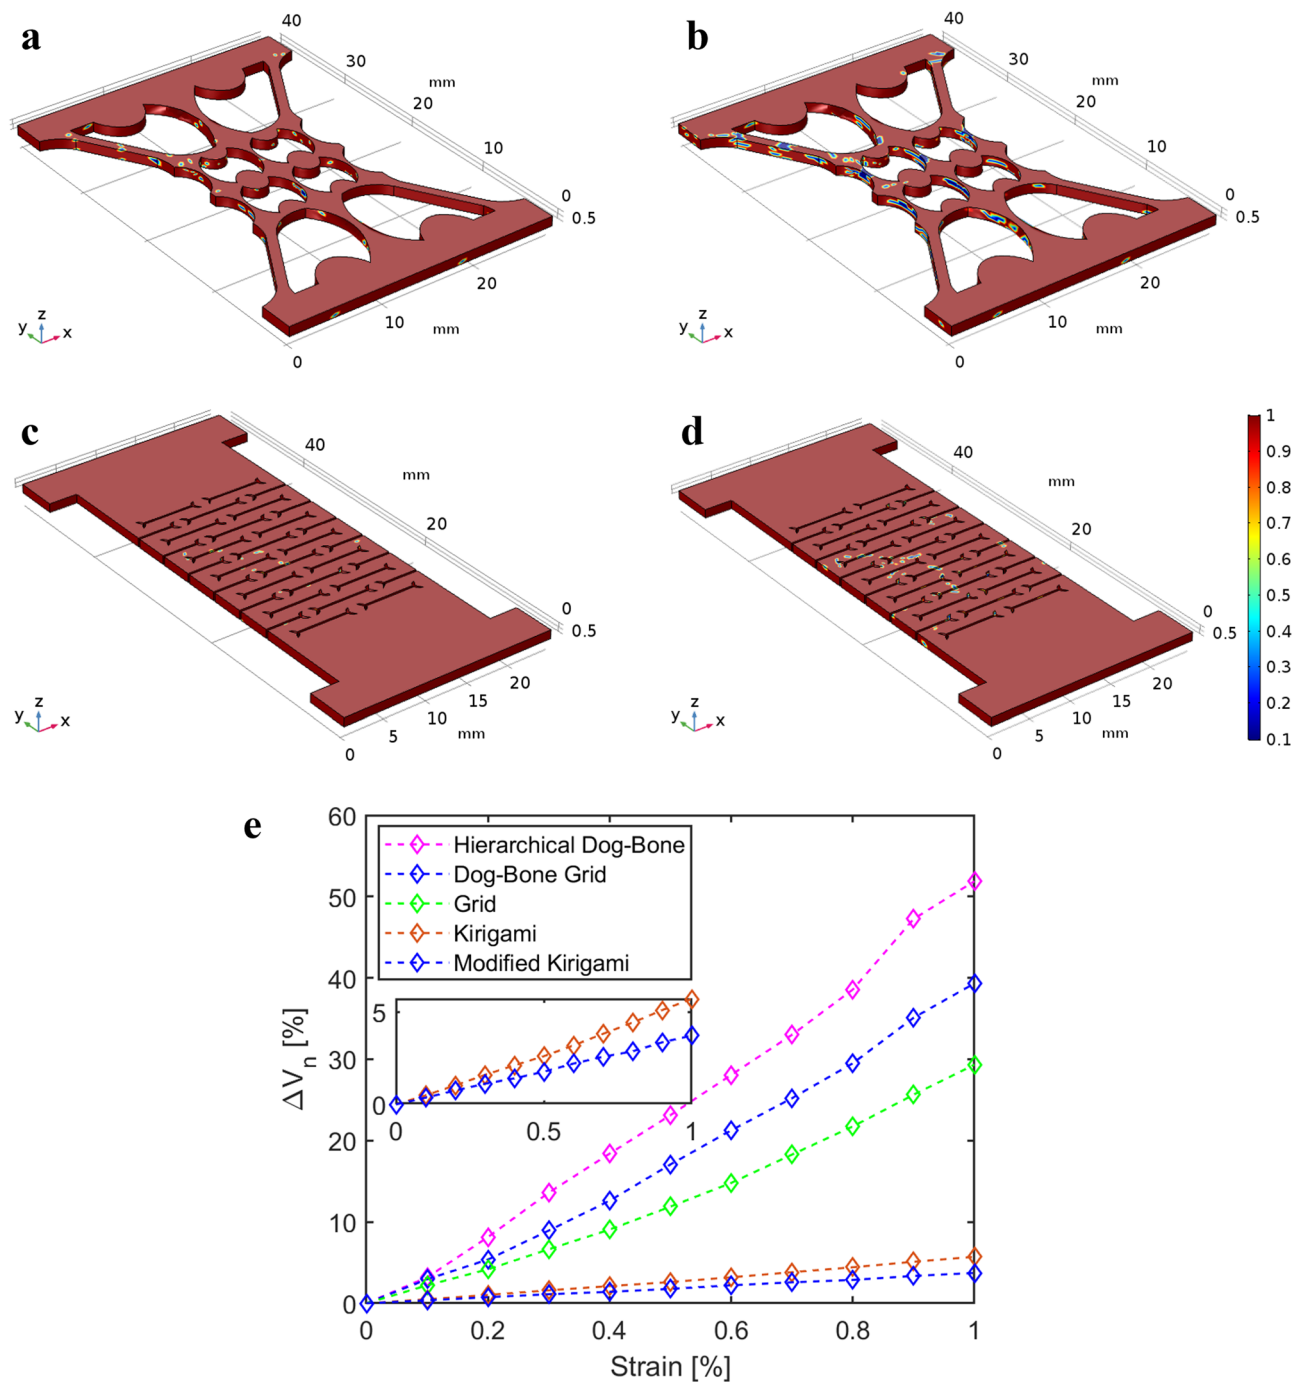 a
40
30
mm
20
10
0
0.5
20
10
mm
0
y z x
b
40
30
mm
20
10
0
0.5
20
10
mm
0
y z x
c
40
mm
20
0
0.5
20
15
10
mm
5
0
y z x
d
40
mm
20
0
0.5
20
15
10
mm
5
0
y z x
1
0.9
0.8
0.7
0.6
0.5
0.4
0.3
0.2
0.1
e
60
50
40
30
20
10
0
ΔVn [%]
Hierarchical Dog-Bone
Dog-Bone Grid
Grid
Kirigami
Modified Kirigami
5
0
0 0.5 1
0 0.2 0.4 0.6 0.8 1
Strain [%]